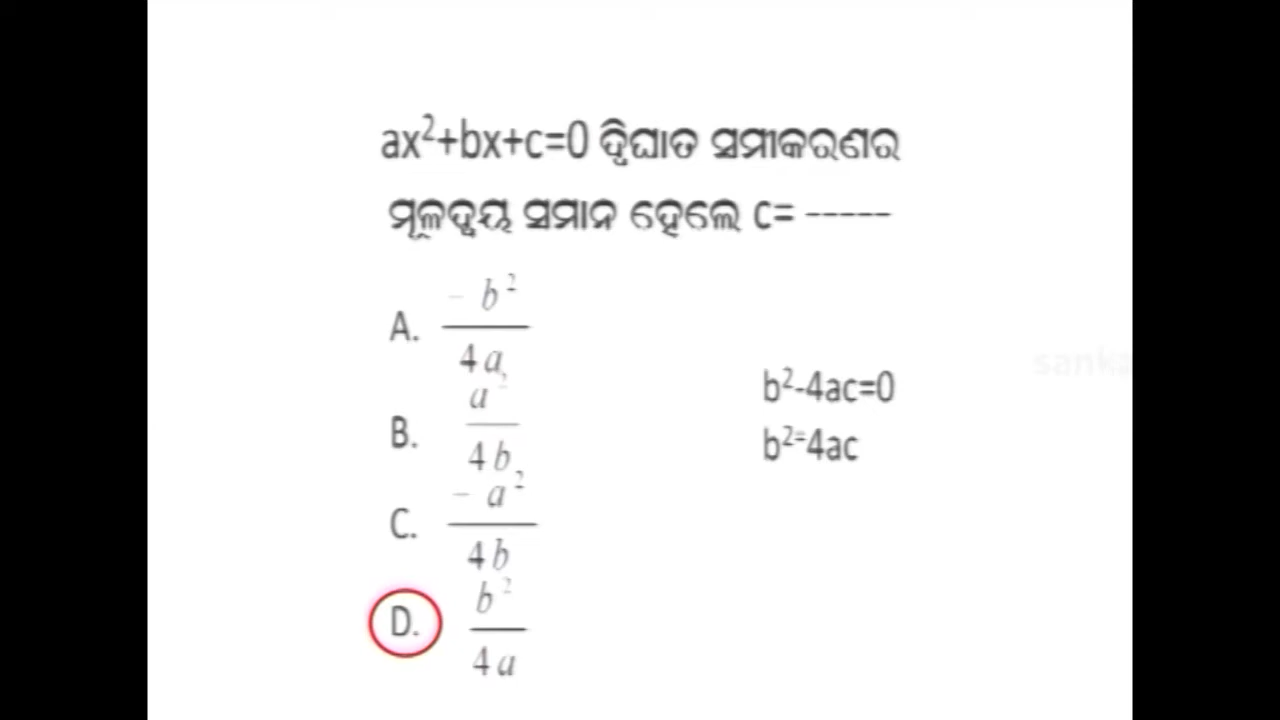 ax²+bx+c=0 ଦ୍ୱିଘାତ ସମୀକରଣର
ମୂଳଦ୍ୱୟ ସମାନ ହେଲେ c= -----
A. - b² / 4a
B. a² / 4b
C. - a² / 4b
D. b² / 4a
b²-4ac=0
b²=4ac